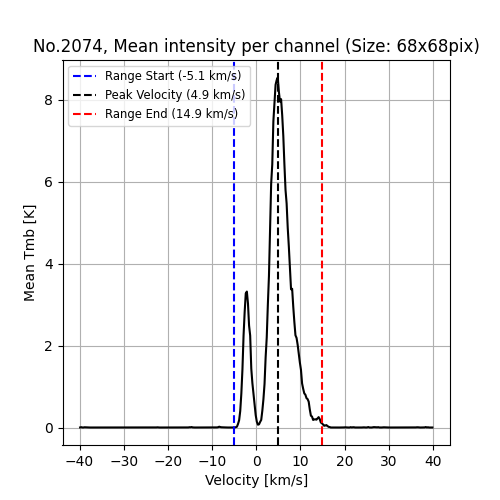 No.2074, Mean intensity per channel (Size: 68x68pix)
Range Start (-5.1 km/s)
Peak Velocity (4.9 km/s)
Range End (14.9 km/s)
Mean Tmb [K]
8
6
4
2
0
−40 −30 −20 −10 0 10 20 30 40
Velocity [km/s]